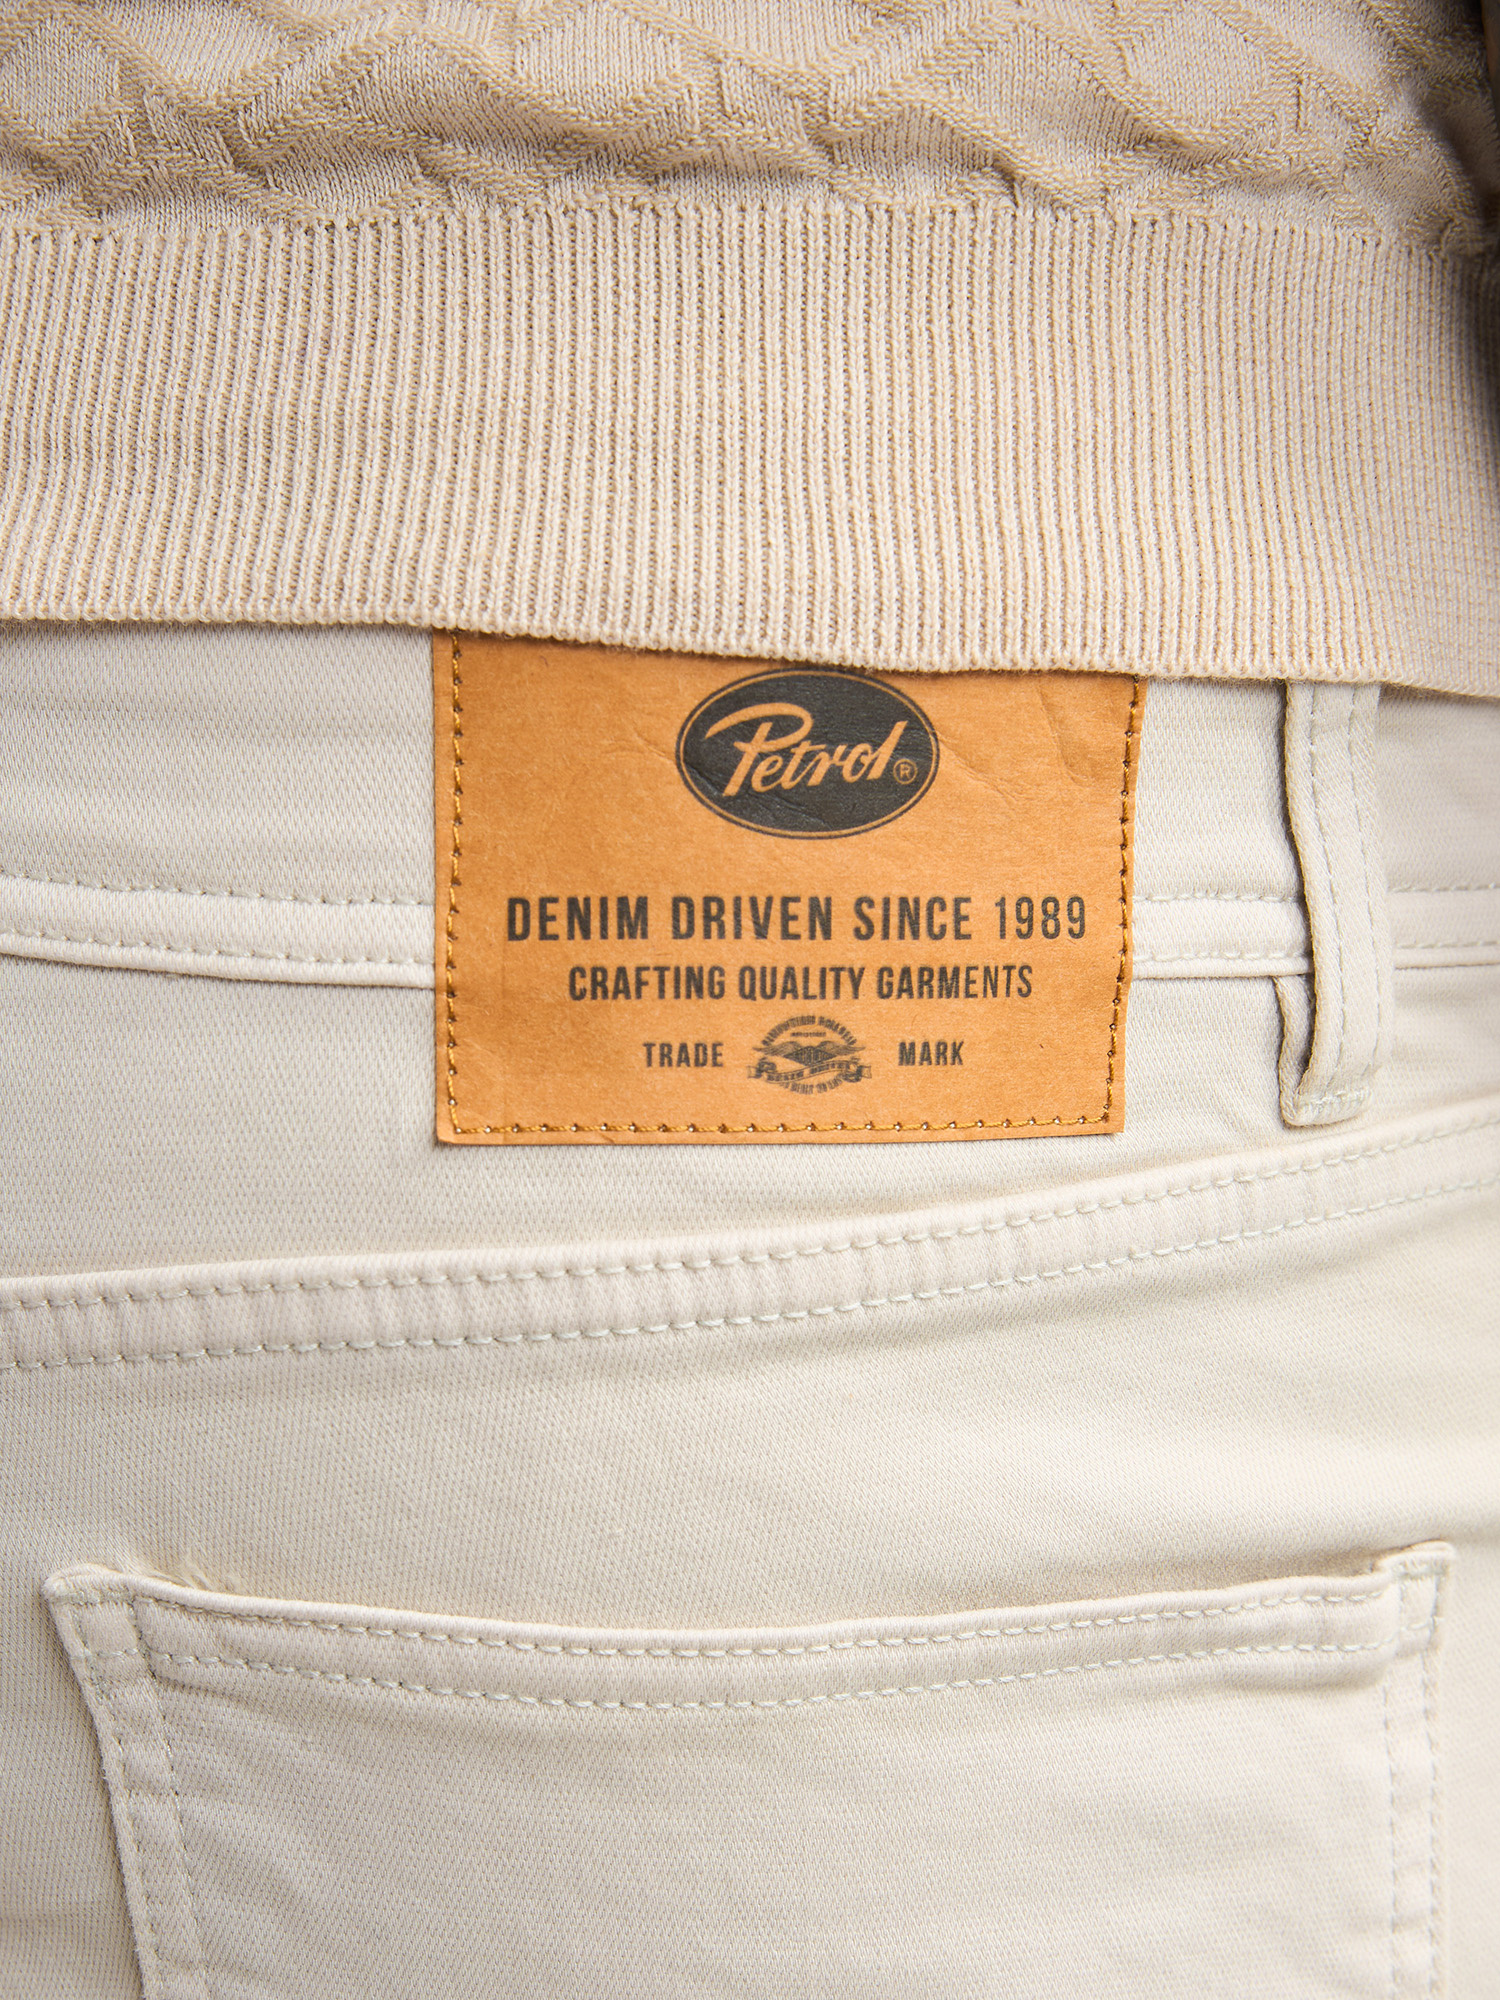 Petrol®
DENIM DRIVEN SINCE 1989
CRAFTING QUALITY GARMENTS
TRADE MARK